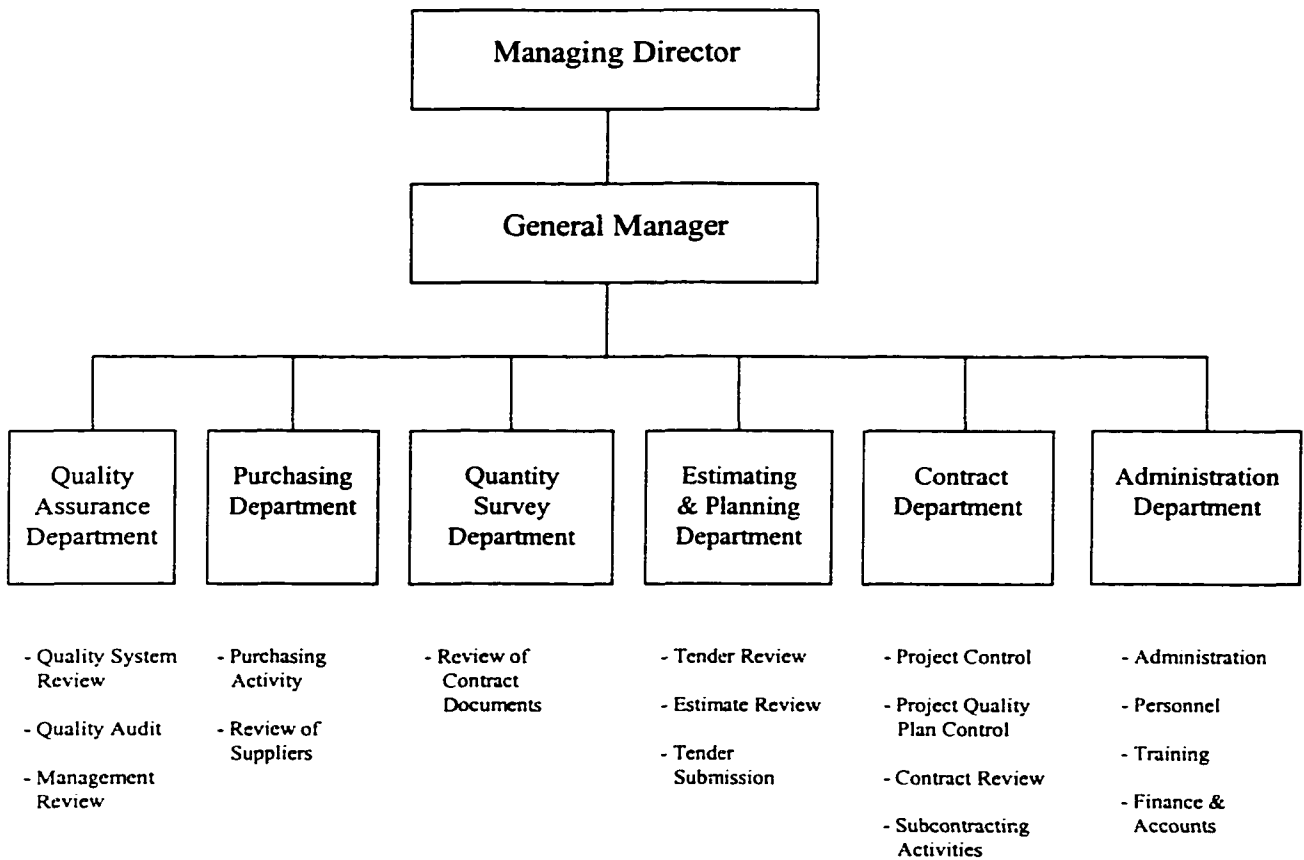 Managing Director
General Manager
Quality
Assurance
Department
Purchasing
Department
Quantity
Survey
Department
Estimating
& Planning
Department
Contract
Department
Administration
Department
- Quality System
Review
- Quality Audit
- Management
Review
- Purchasing
Activity
- Review of
Suppliers
- Review of
Contract
Documents
- Tender Review
- Estimate Review
- Tender
Submission
- Project Control
- Project Quality
Plan Control
- Contract Review
- Subcontracting
Activities
- Administration
- Personnel
- Training
- Finance &
Accounts